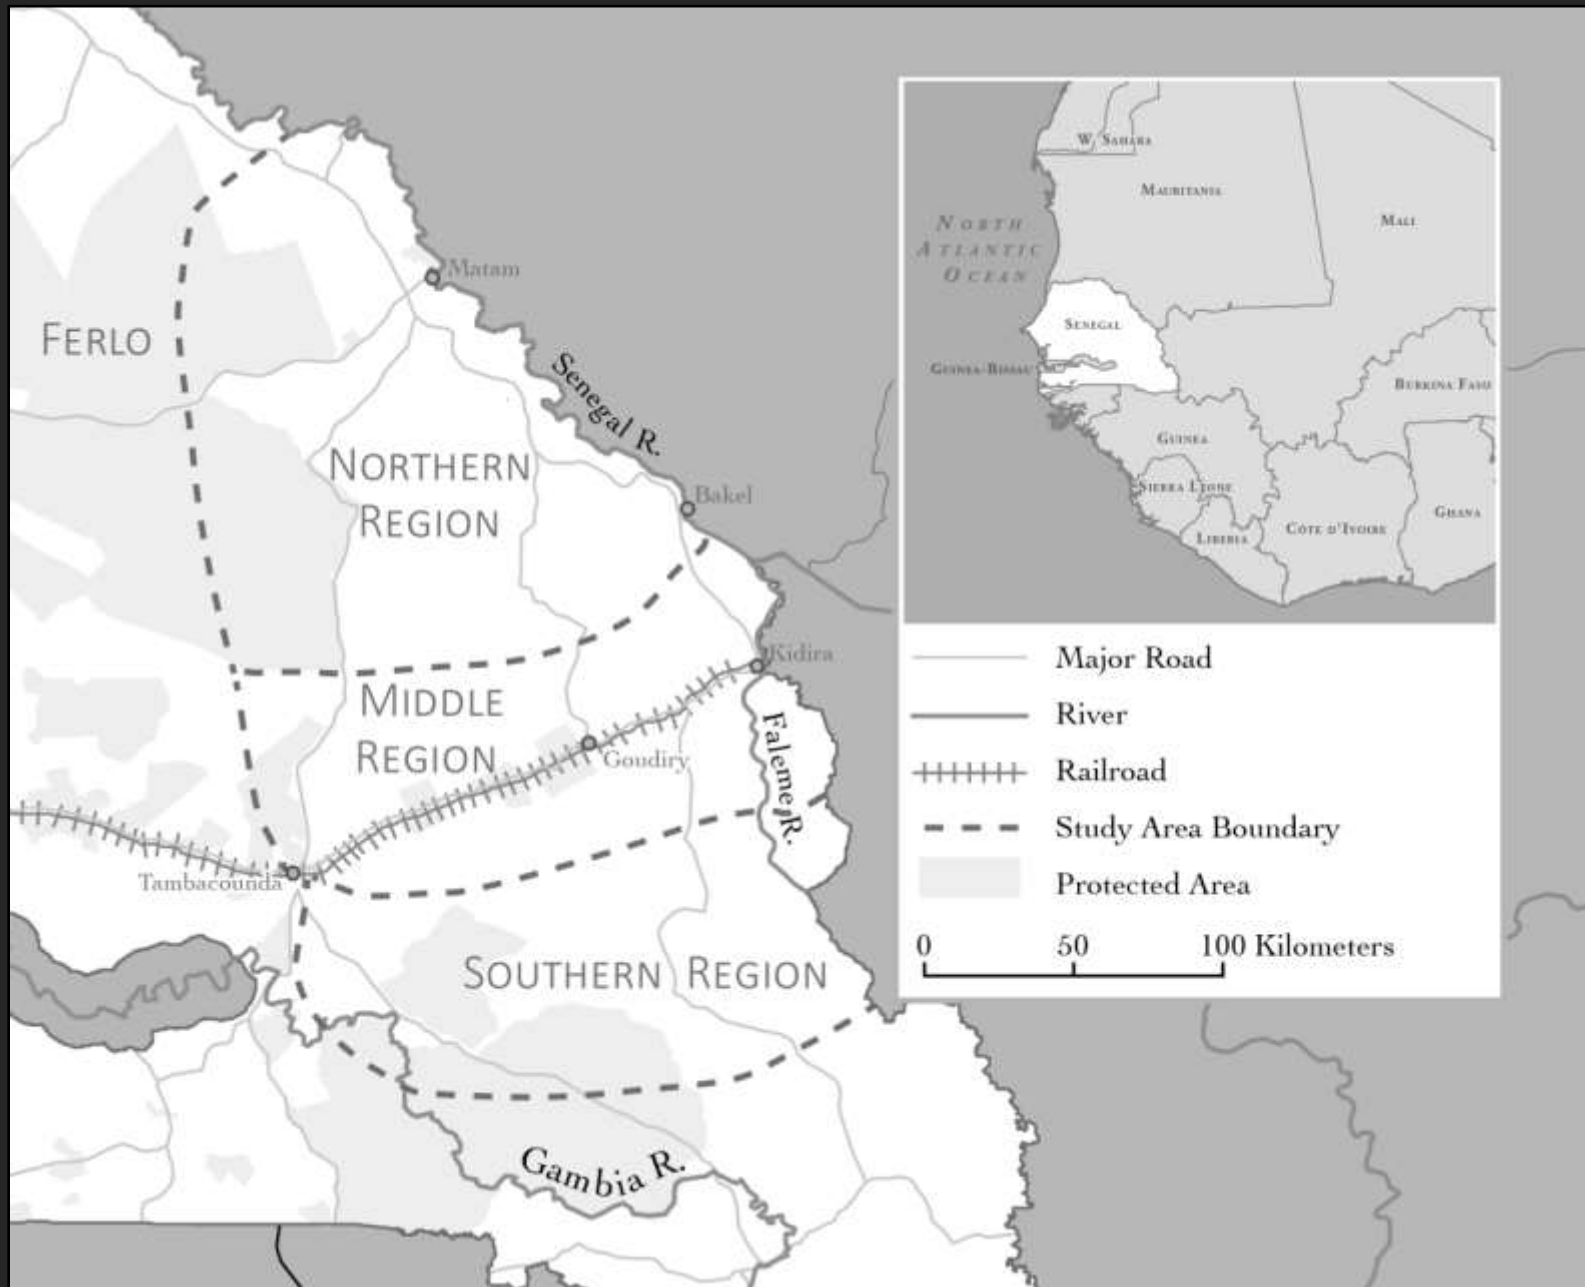 Matam
FERLO
Senegal R.
NORTHERN
REGION
Bakel
Kidira
MIDDLE
REGION
Goudiry
Faleme R.
Tambacounda
SOUTHERN REGION
Gambia R.
W. SAHARA
MAURITANIA
MALI
NORTH
ATLANTIC
OCEAN
SENEGAL
GUINEA-BISSAU
BURKINA FASO
GUINEA
SIERRA LEONE
LIBERIA
CÔTE D'IVOIRE
GHANA
Major Road
River
Railroad
Study Area Boundary
Protected Area
0 50 100 Kilometers